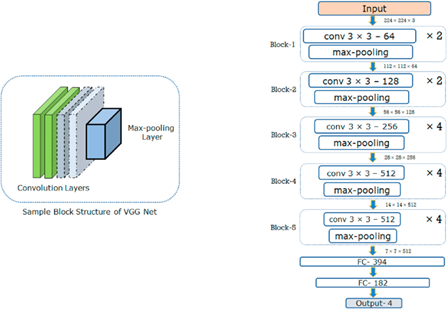 Max-pooling
Layer
Convolution Layers
Sample Block Structure of VGG Net
Input
224 × 224 × 3
Block-1
conv 3 × 3 – 64
× 2
max-pooling
112 × 112 × 64
Block-2
conv 3 × 3 – 128
× 2
max-pooling
56 × 56 × 128
Block-3
conv 3 × 3 – 256
× 4
max-pooling
28 × 28 × 256
Block-4
conv 3 × 3 – 512
× 4
max-pooling
14 × 14 × 512
Block-5
conv 3 × 3 – 512
× 4
max-pooling
7 × 7 × 512
FC- 394
FC- 182
Output- 4